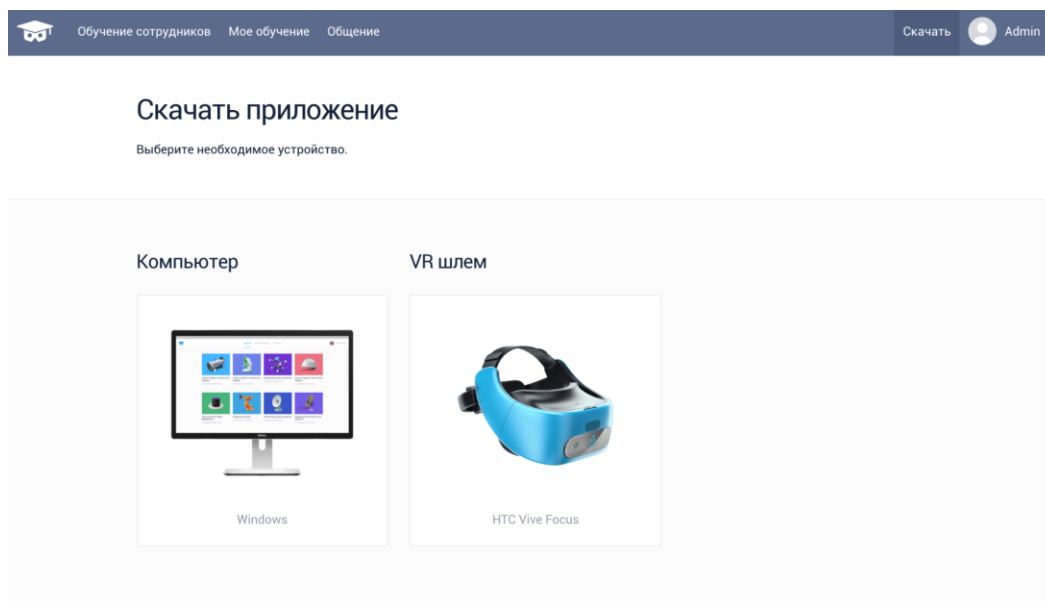 Обучение сотрудников Мое обучение Общение Скачать Admin
Скачать приложение
Выберите необходимое устройство.
Компьютер VR шлем
Windows HTC Vive Focus